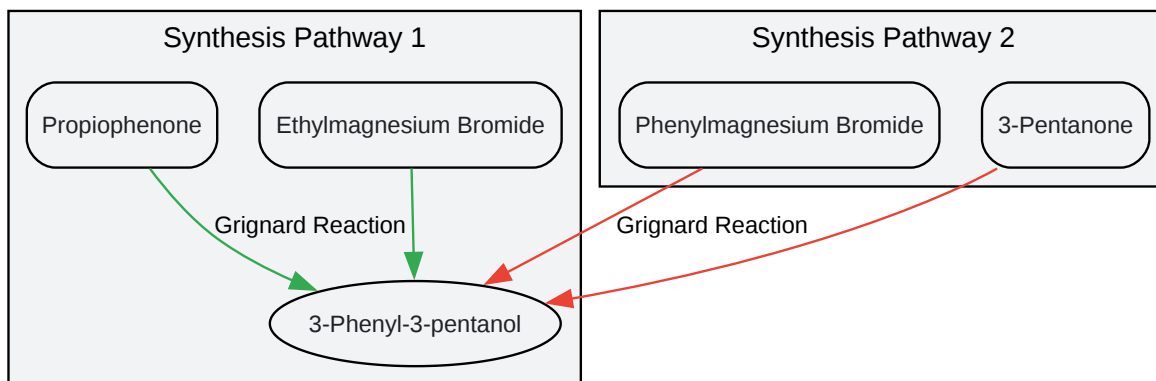 Synthesis Pathway 1
Synthesis Pathway 2
Propiophenone
Ethylmagnesium Bromide
Phenylmagnesium Bromide
3-Pentanone
Grignard Reaction
Grignard Reaction
3-Phenyl-3-pentanol